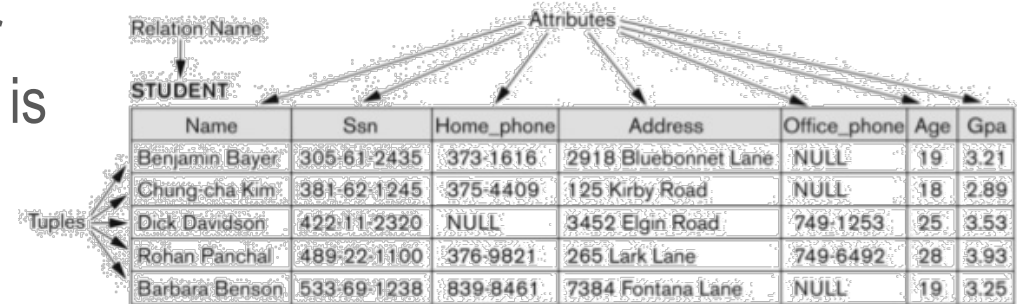 Relation Name
Attributes
is
STUDENT
Name Ssn Home_phone Address Office_phone Age Gpa
Benjamin Bayer 305-61-2435 373-1616 2918 Bluebonnet Lane NULL 19 3.21
Chung-cha Kim 381-62-1245 375-4409 125 Kirby Road NULL 18 2.89
Tuples Dick Davidson 422-11-2320 NULL 3452 Elgin Road 749-1253 25 3.53
Rohan Panchal 489-22-1100 376-9821 265 Lark Lane 749-6492 28 3.93
Barbara Benson 533-69-1238 839-8461 7384 Fontana Lane NULL 19 3.25